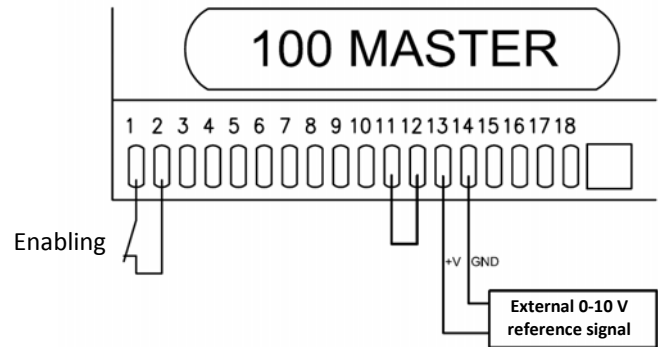 100 MASTER
1 2 3 4 5 6 7 8 9 10 11 12 13 14 15 16 17 18
Enabling
+V GND
External 0-10 V
reference signal